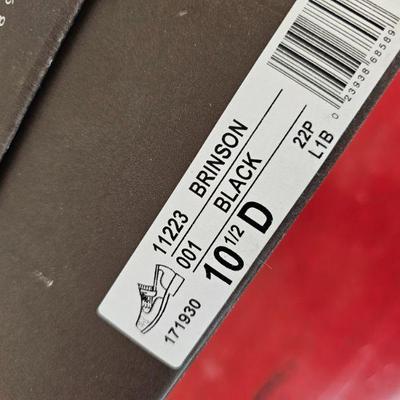 11223 BRINSON
001 BLACK
10 1/2 D
171930
22P
L1B
0 23938 68589